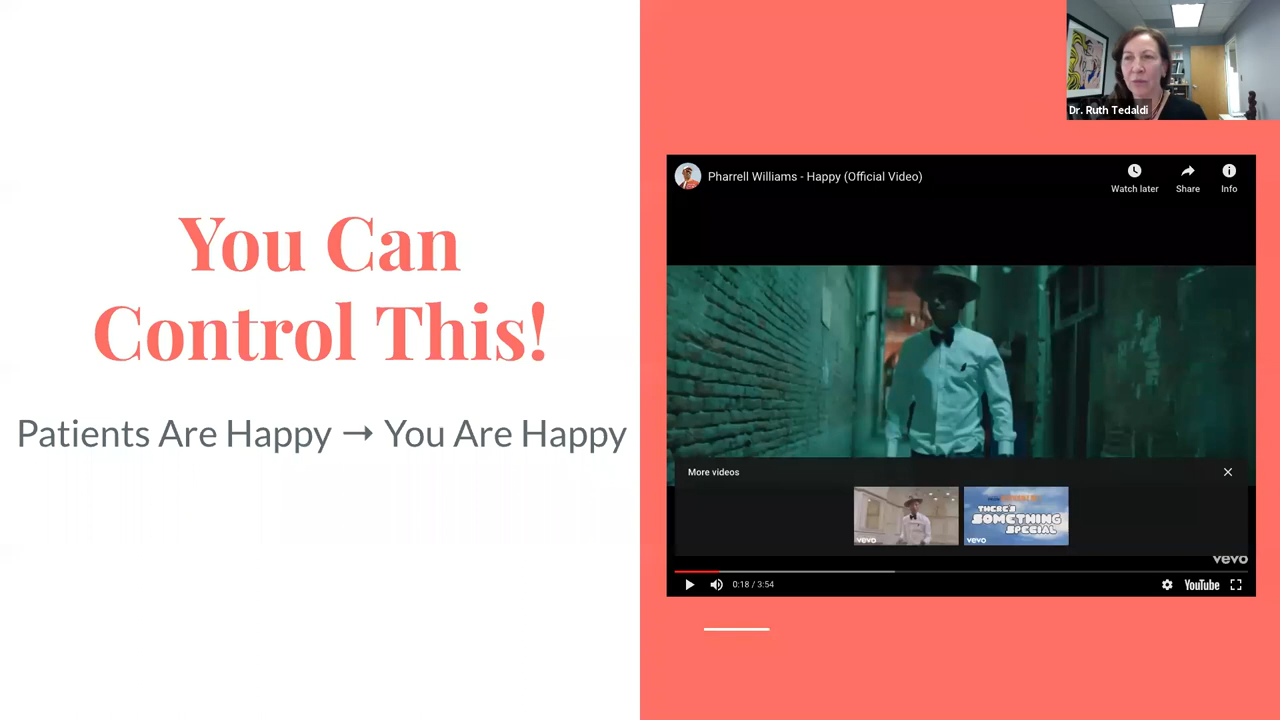 You Can
Control This!
Patients Are Happy → You Are Happy
Dr. Ruth Tedaldi
Pharrell Williams - Happy (Official Video)
Watch later
Share
Info
More videos
vevo
THERE'S
SOMETHING
SPECIAL
vevo
vevo
0:18 / 3:54
YouTube